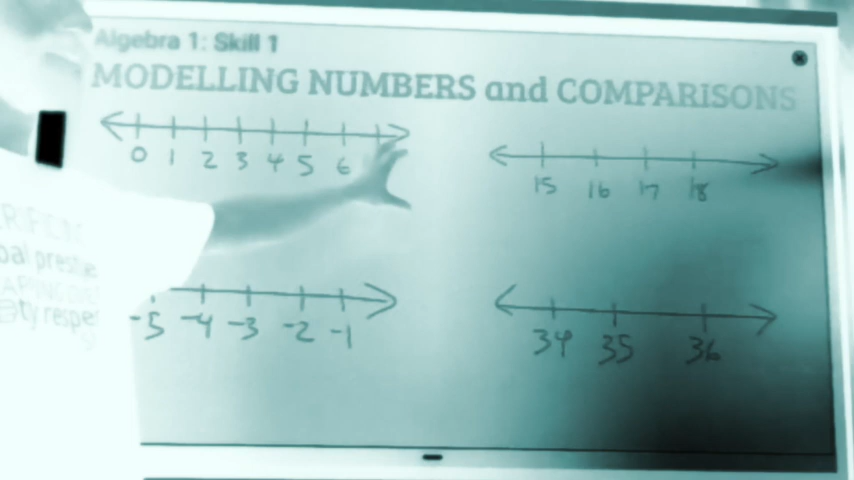 Algebra 1: Skill 1
MODELLING NUMBERS and COMPARISONS
0 1 2 3 4 5 6
15 16 17 18
-5 -4 -3 -2 -1
34 35 36